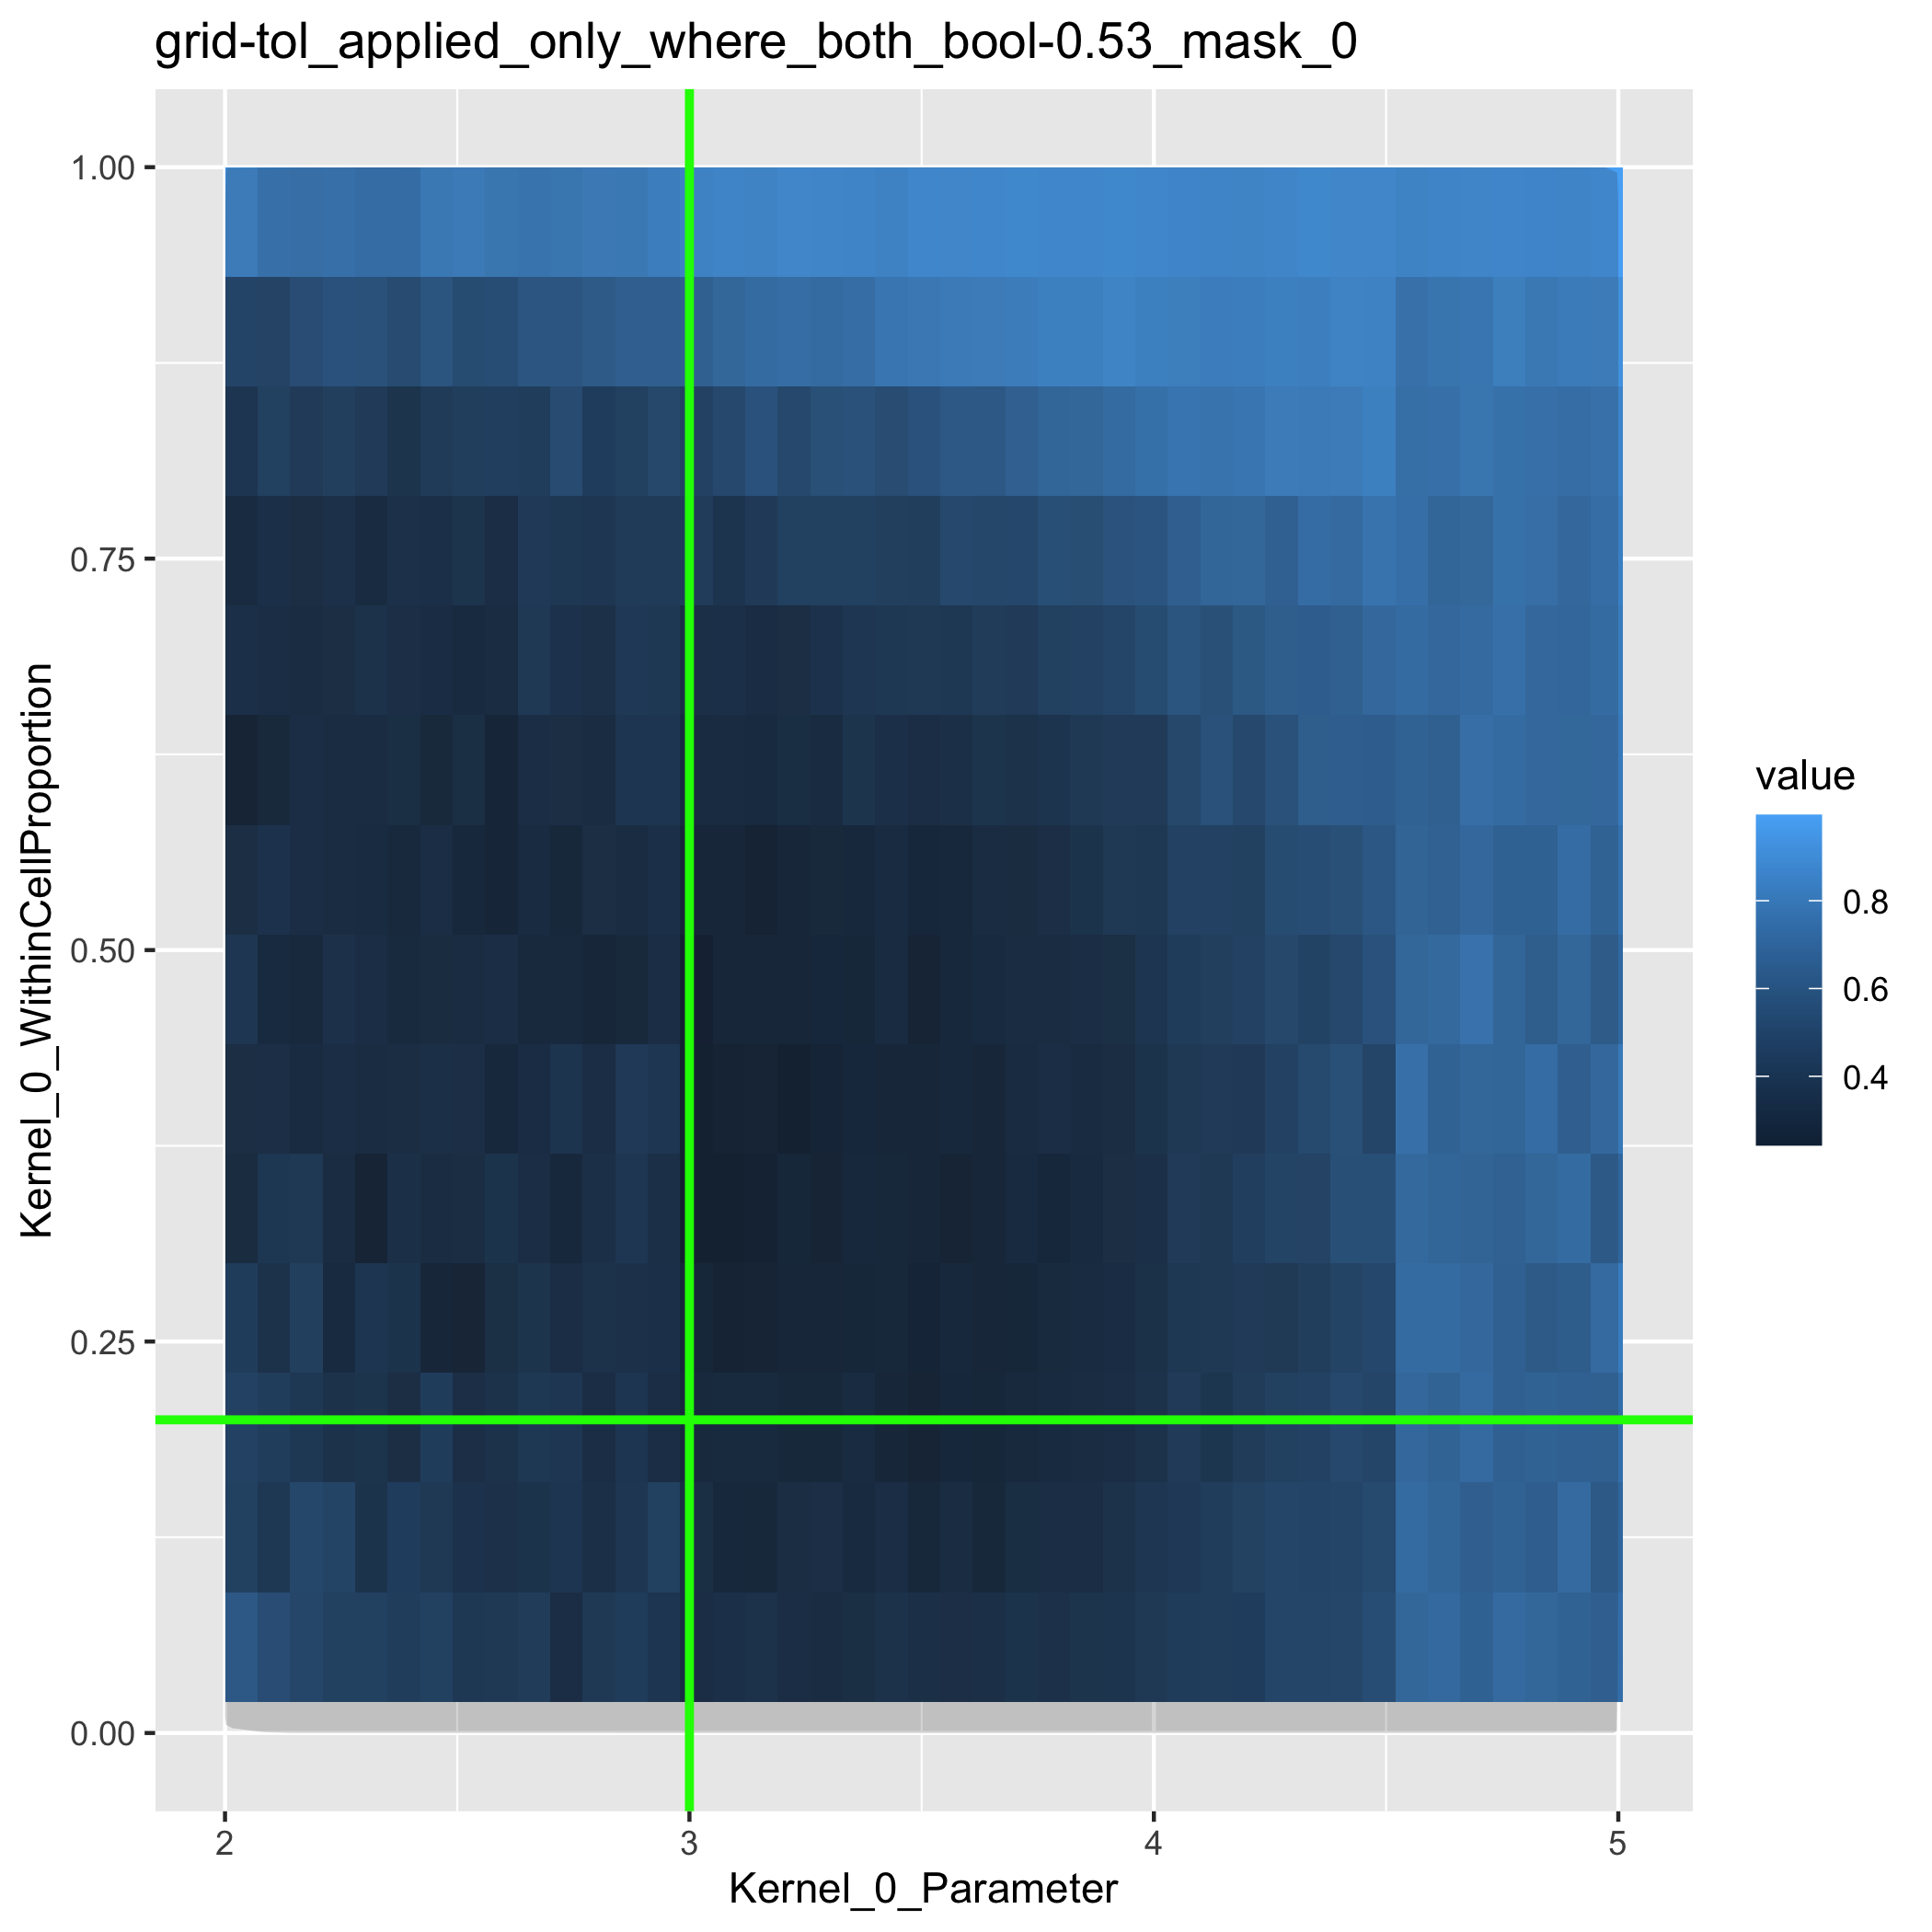 grid-tol_applied_only_where_both_bool-0.53_mask_0
Kernel_0_WithinCellProportion
1.00
0.75
0.50
0.25
0.00
2 3 4 5
Kernel_0_Parameter
value
0.8
0.6
0.4